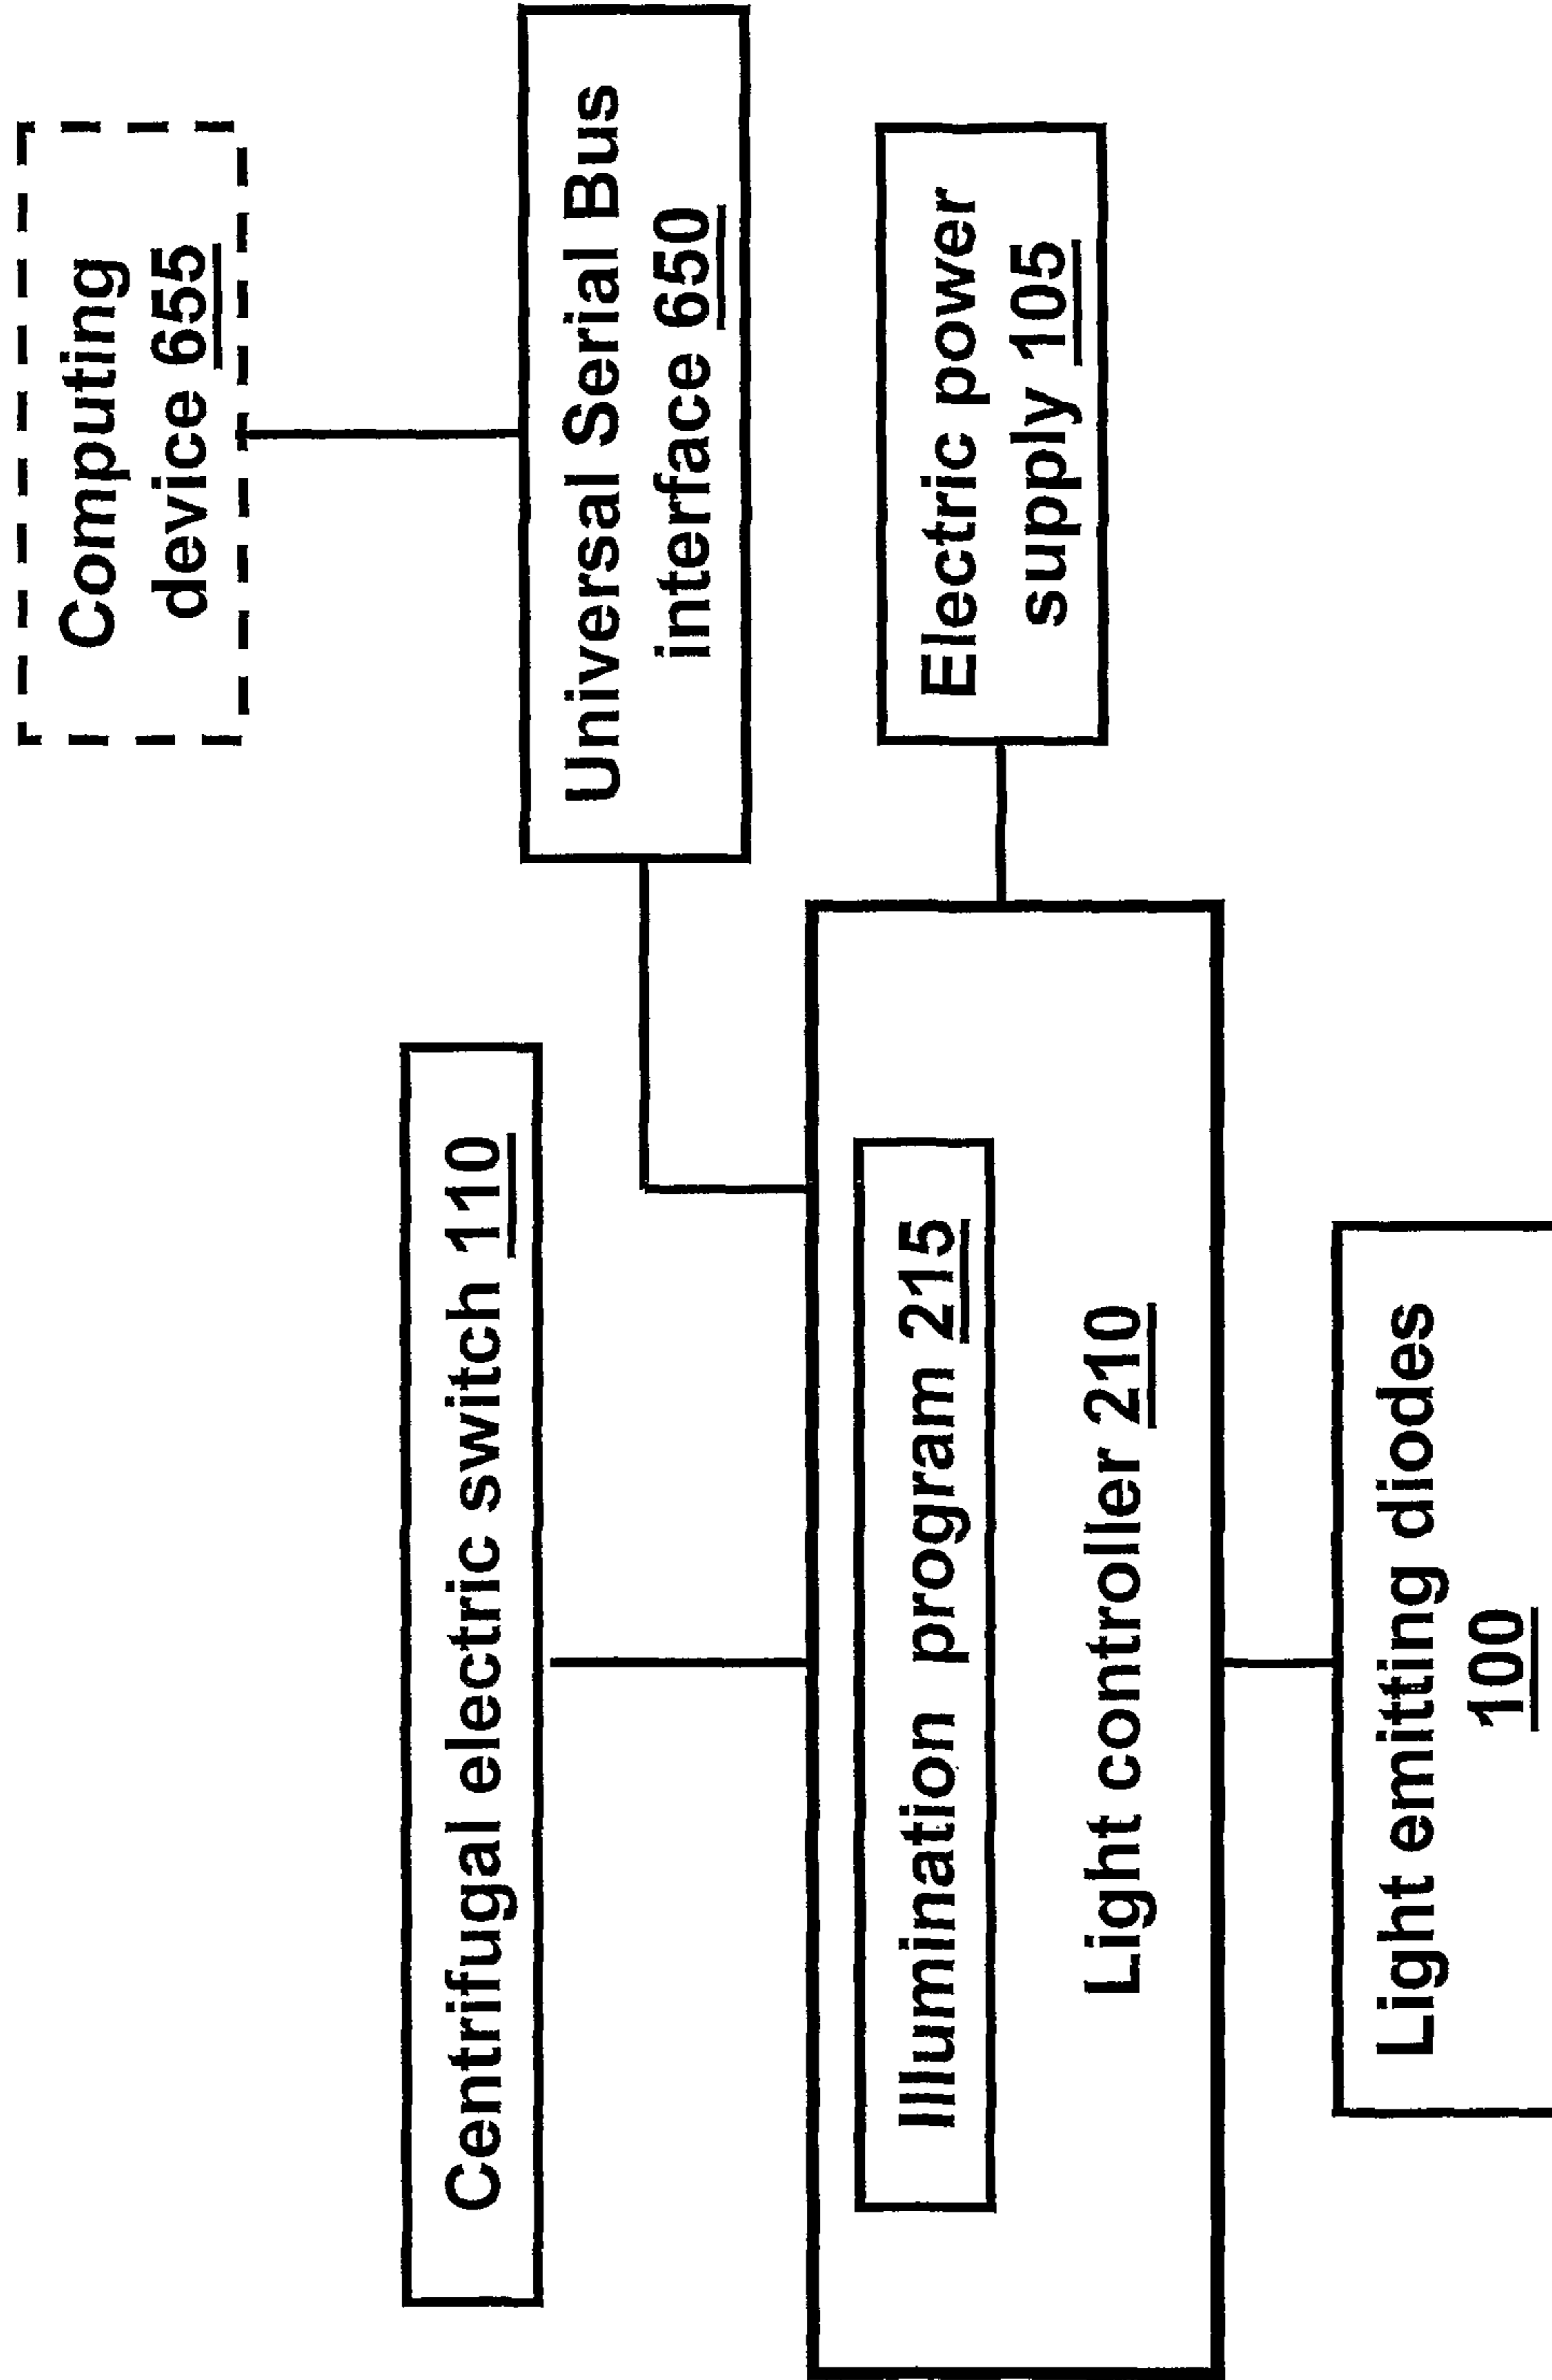 Computing
device 655
Universal Serial Bus
interface 650
Centrifugal electric switch 110
Electric power
supply 105
Illumination program 215
Light controller 210
Light emitting diodes
100